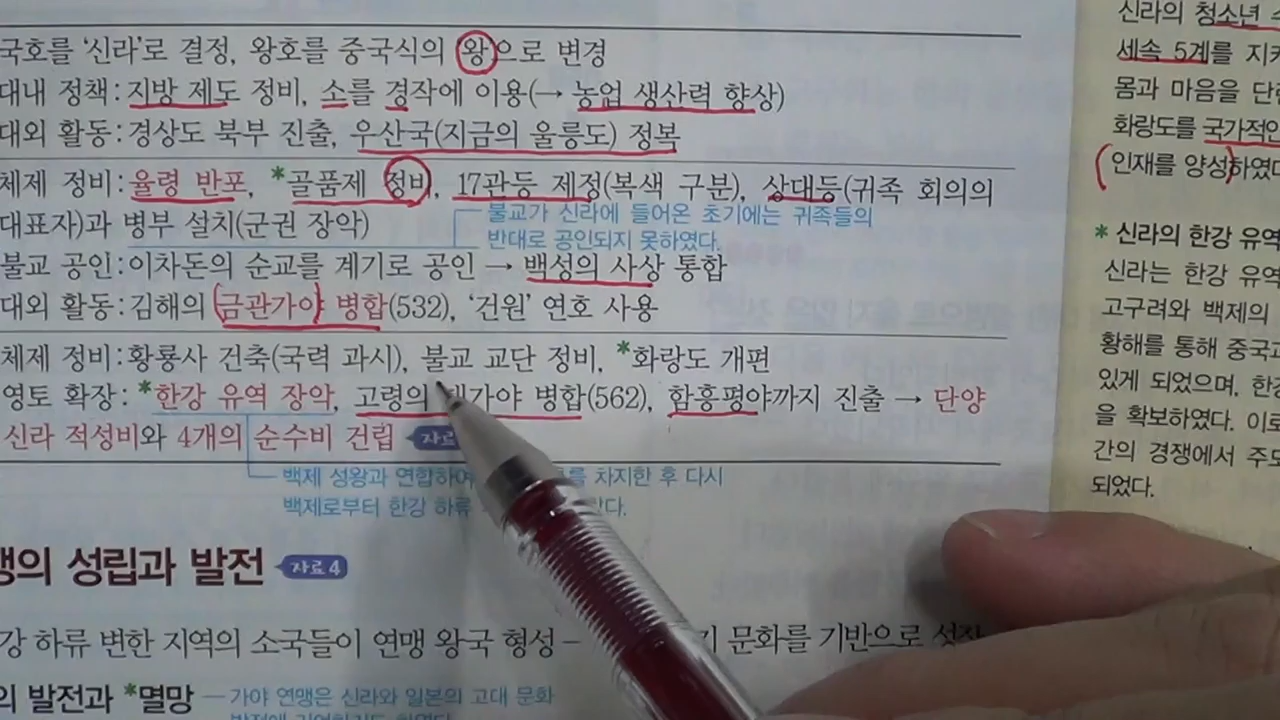 국호를 '신라'로 결정, 왕호를 중국식의 왕으로 변경
대내 정책: 지방 제도 정비, 소를 경작에 이용(→ 농업 생산력 향상)
대외 활동: 경상도 북부 진출, 우산국(지금의 울릉도) 정복
체제 정비: 율령 반포, *골품제 정비, 17관등 제정(복색 구분), 상대등(귀족 회의의
대표자)과 병부 설치(군권 장악)
불교가 신라에 들어온 초기에는 귀족들의
반대로 공인되지 못하였다.
불교 공인: 이차돈의 순교를 계기로 공인 → 백성의 사상 통합
대외 활동: 김해의 금관가야 병합(532), '건원' 연호 사용
체제 정비: 황룡사 건축(국력 과시), 불교 교단 정비, *화랑도 개편
영토 확장: *한강 유역 장악, 고령의 대가야 병합(562), 함흥평야까지 진출 → 단양
신라 적성비와 4개의 순수비 건립 자료
백제 성왕과 연합하여 를 차지한 후 다시
백제로부터 한강 하류
성립과 발전 자료 4
강 하류 변한 지역의 소국들이 연맹 왕국 형성 – 문화를 기반으로
의 발전과 *멸망
가야 연맹은 신라와 일본의 고대 문화
신라의 청소년
세속 5계를
몸과 마음을
화랑도를 국가적인
인재를 양성하였다
* 신라의 한강 유역
신라는 한강 유역
고구려와 백제의
황해를 통해
있게 되었으며,
을 확보하였다.
간의 경쟁에서
되었다.